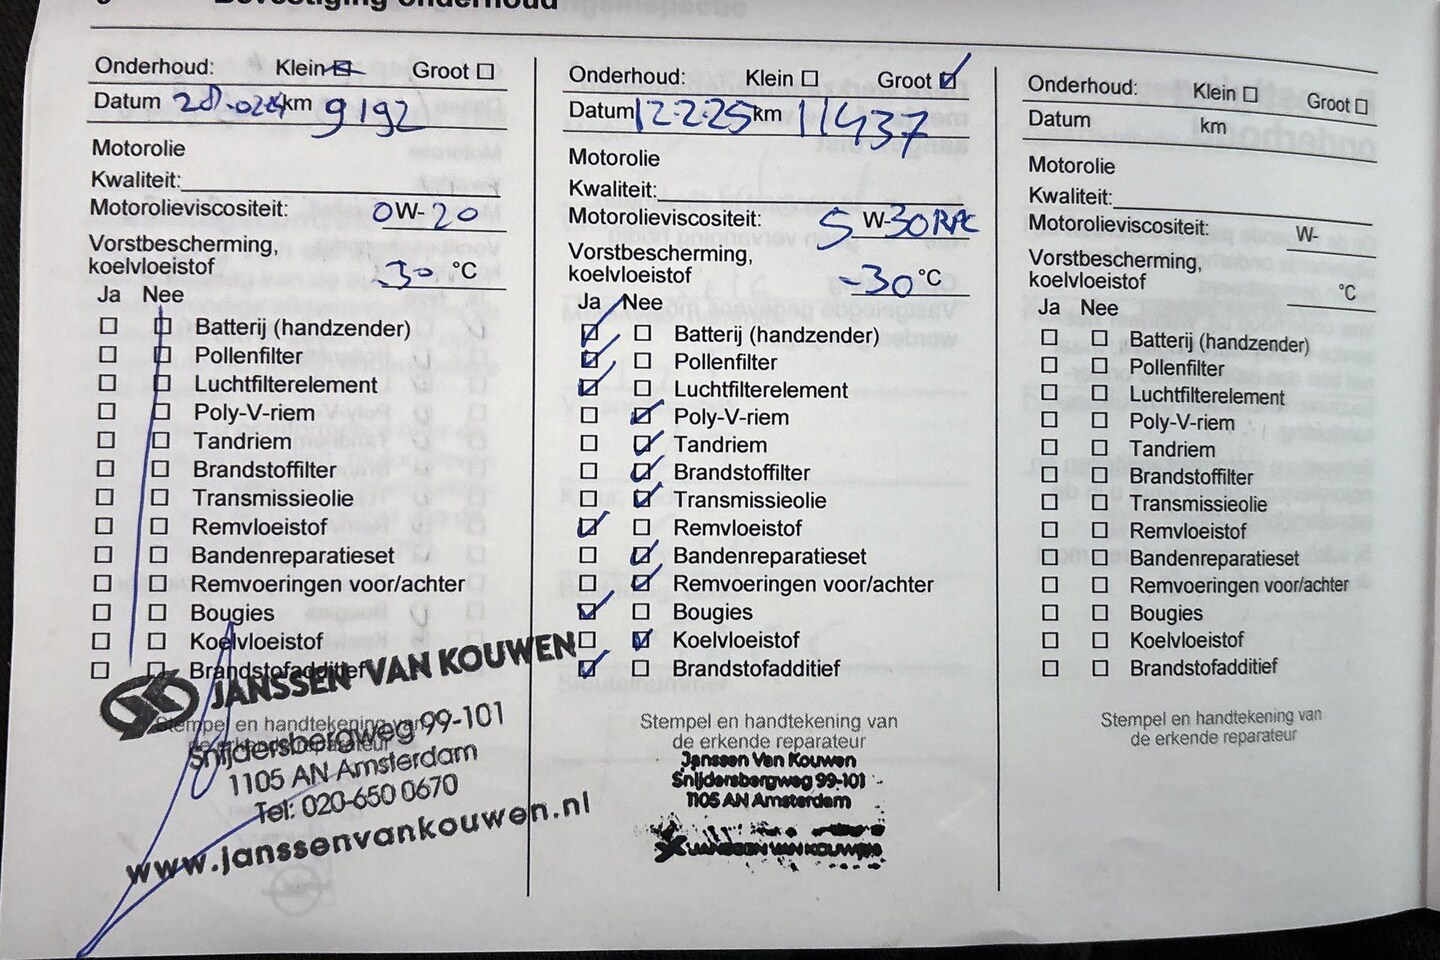 Bevestiging onderhoud
Onderhoud: Klein Groot
Datum km 9192
Motorolie
Kwaliteit:
Motorolieviscositeit: 0W-20
Vorstbescherming,
koelvloeistof -30 °C
Ja Nee
Batterij (handzender)
Pollenfilter
Luchtfilterelement
Poly-V-riem
Tandriem
Brandstoffilter
Transmissieolie
Remvloeistof
Bandenreparatieset
Remvoeringen voor/achter
Bougies
Koelvloeistof
Brandstofadditief
Stempel en handtekening van
de erkende reparateur
JANSSEN VAN KOUWEN
Snijdersbergweg 99-101
1105 AN Amsterdam
Tel: 020-650 0670
www.janssenvankouwen.nl
Onderhoud: Klein Groot
Datum 12-2-25 km 11437
Motorolie
Kwaliteit:
Motorolieviscositeit: 5 W-30
Vorstbescherming,
koelvloeistof -30 °C
Ja Nee
Batterij (handzender)
Pollenfilter
Luchtfilterelement
Poly-V-riem
Tandriem
Brandstoffilter
Transmissieolie
Remvloeistof
Bandenreparatieset
Remvoeringen voor/achter
Bougies
Koelvloeistof
Brandstofadditief
Stempel en handtekening van
de erkende reparateur
Janssen Van Kouwen
Snijdersbergweg 99-101
1105 AN Amsterdam
JANSSEN VAN KOUWEN
Onderhoud: Klein Groot
Datum km
Motorolie
Kwaliteit:
Motorolieviscositeit: W-
Vorstbescherming,
koelvloeistof °C
Ja Nee
Batterij (handzender)
Pollenfilter
Luchtfilterelement
Poly-V-riem
Tandriem
Brandstoffilter
Transmissieolie
Remvloeistof
Bandenreparatieset
Remvoeringen voor/achter
Bougies
Koelvloeistof
Brandstofadditief
Stempel en handtekening van
de erkende reparateur